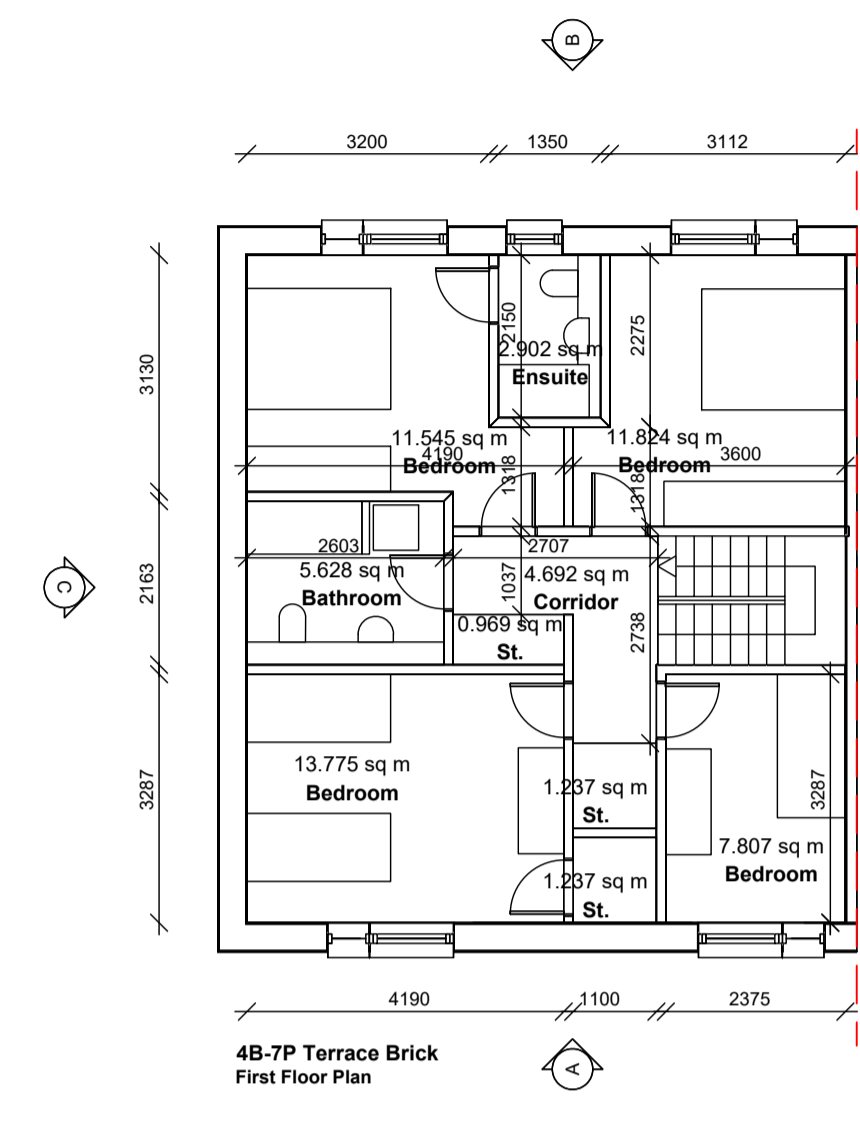 B
3200
1350
3112
3130
2150
2275
2.902 sq m
Ensuite
11.545 sq m
Bedroom
4190
1318
11.824 sq m
Bedroom
3600
1318
2603
2707
5.628 sq m
Bathroom
4.692 sq m
Corridor
1037
C
2163
0.969 sq m
St.
2738
13.775 sq m
Bedroom
3287
1.237 sq m
St.
3287
7.807 sq m
Bedroom
1.237 sq m
St.
4190
1100
2375
4B-7P Terrace Brick
First Floor Plan
A